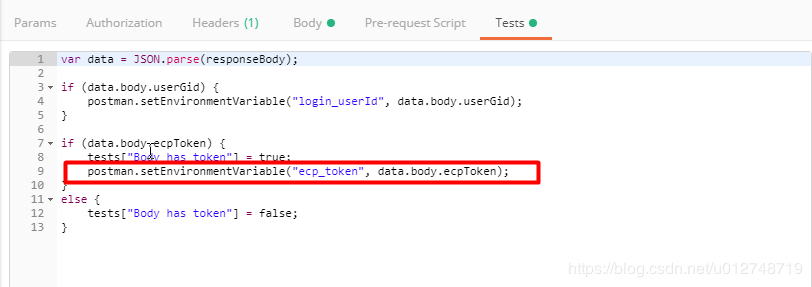 Params Authorization Headers (1) Body Pre-request Script Tests
1 var data = JSON.parse(responseBody);
2
3 if (data.body.userGid) {
4 postman.setEnvironmentVariable("login_userId", data.body.userGid);
5 }
6
7 if (data.body.ecpToken) {
8 tests["Body has token"] = true;
9 postman.setEnvironmentVariable("ecp_token", data.body.ecpToken);
10 }
11 else {
12 tests["Body has token"] = false;
13 }
https://blog.csdn.net/u012748719